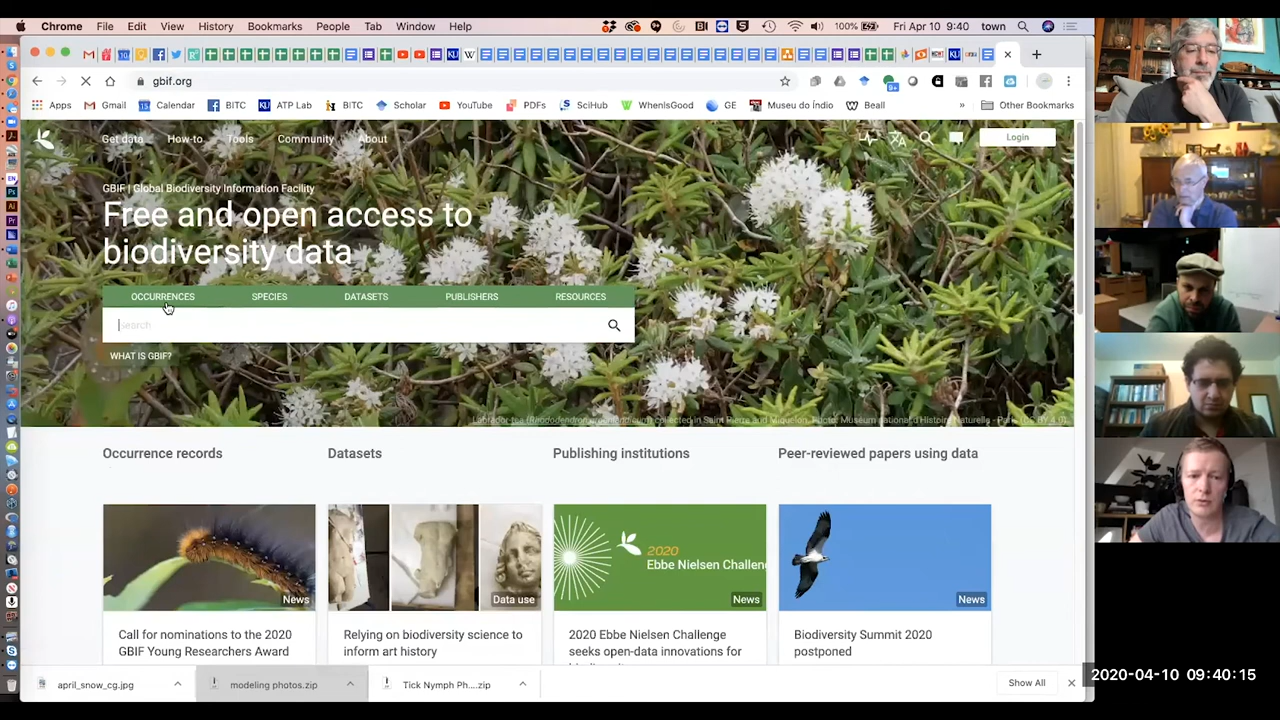 Chrome File Edit View History Bookmarks People Tab Window Help 100% Fri Apr 10 9:40 town
gbif.org
Apps Gmail Calendar BITC ATP Lab BITC Scholar YouTube PDFs SciHub WhenIsGood GE Museu do Índio Beall » Other Bookmarks
Get data How-to Tools Community About Login
GBIF | Global Biodiversity Information Facility
Free and open access to
biodiversity data
OCCURRENCES SPECIES DATASETS PUBLISHERS RESOURCES
Search
WHAT IS GBIF?
Occurrence records Datasets Publishing institutions Peer-reviewed papers using data
2020
Ebbe Nielsen Challen
News Data use News News
Call for nominations to the 2020
GBIF Young Researchers Award
Relying on biodiversity science to
inform art history
2020 Ebbe Nielsen Challenge
seeks open-data innovations for
Biodiversity Summit 2020
postponed
april_snow_cg.jpg modeling photos.zip Tick Nymph Ph....zip Show All
2020-04-10 09:40:15